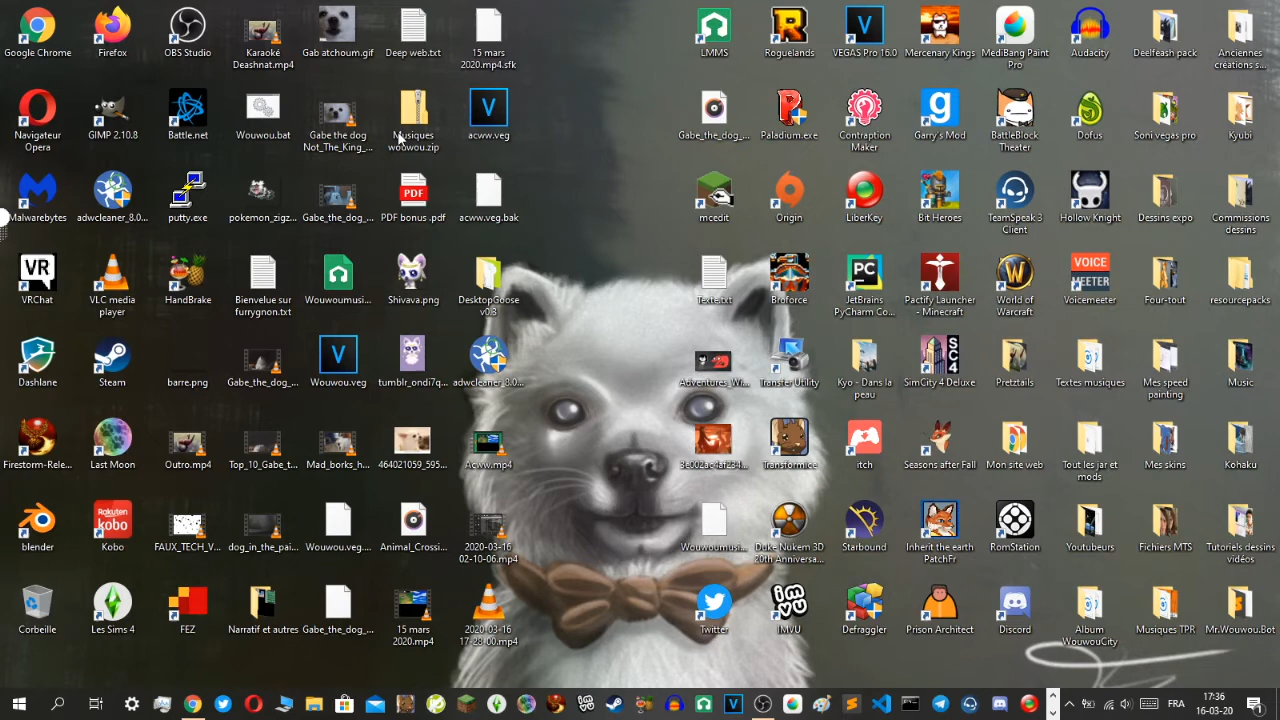 Google Chrome
Firefox
OBS Studio
Karaoké
Deashnat.mp4
Gab atchoum.gif
Deep web.txt
15 mars
2020.mp4.sfk
LMMS
Roguelands
VEGAS Pro 16.0
Mercenary Kings
MediBang Paint
Pro
Audacity
Deelfeash pack
Anciennes
créations s...
Navigateur
Opera
GIMP 2.10.8
Battle.net
Wouwou.bat
Gabe the dog
Not_The_King_...
Musiques
wouwou.zip
acww.veg
Gabe_the_dog_...
Paladium.exe
Contraption
Maker
Garry's Mod
BattleBlock
Theater
Dofus
Soni vegas pro
Kyubi
Malwarebytes
adwcleaner_8.0...
putty.exe
pokemon_zigz...
Gabe_the_dog_...
PDF
PDF bonus .pdf
acww.veg.bak
mcedit
Origin
LiberKey
Bit Heroes
TeamSpeak 3
Client
Hollow Knight
Dessins expo
Commissions
dessins
VR
VRChat
VLC media
player
HandBrake
Bienvelue sur
furrygnon.txt
Wouwoumusi...
Shivava.png
DesktopGoose
v0.3
Texte.txt
Broforce
PC
JetBrains
PyCharm Co...
Pactify Launcher
- Minecraft
World of
Warcraft
VOICE
MEETER
Voicemeeter
Four-tout
resourcepacks
Dashlane
Steam
barre.png
Gabe_the_dog_...
Wouwou.veg
tumblr_ondi7q...
adwcleaner_8.0...
Adventures_Wi...
Transfer Utility
Kyo - Dans la
peau
SC
4
SimCity 4 Deluxe
Pretztails
Textes musiques
Mes speed
painting
Music
Firestorm-Rele...
Last Moon
Outro.mp4
Top_10_Gabe_t...
Mad_borks_h...
464021059_595...
Acww.mp4
Transformice
itch
Seasons after Fall
Mon site web
Tout les jar et
mods
Mes skins
Kohaku
blender
Rakuten
kobo
Kobo
FAUX_TECH_V...
dog_in_the_pai...
Wouwou.veg....
Animal_Crossi...
2020-03-16
02-10-06.mp4
Wouwoumusi...
Duke Nukem 3D
20th Anniversa...
Starbound
Inherit the earth
PatchFr
RomStation
Youtubeurs
Fichiers MTS
Tutoriels dessins
vidéos
Corbeille
Les Sims 4
FEZ
Narratif et autres
Gabe_the_dog_...
15 mars
2020.mp4
2020-03-16
17-28-00.mp4
Twitter
imvu
IMVU
Defraggler
Prison Architect
Discord
Album
WouwouCity
Musiques TPR
Mr.Wouwou.Bot
FRA
17:36
16-03-20